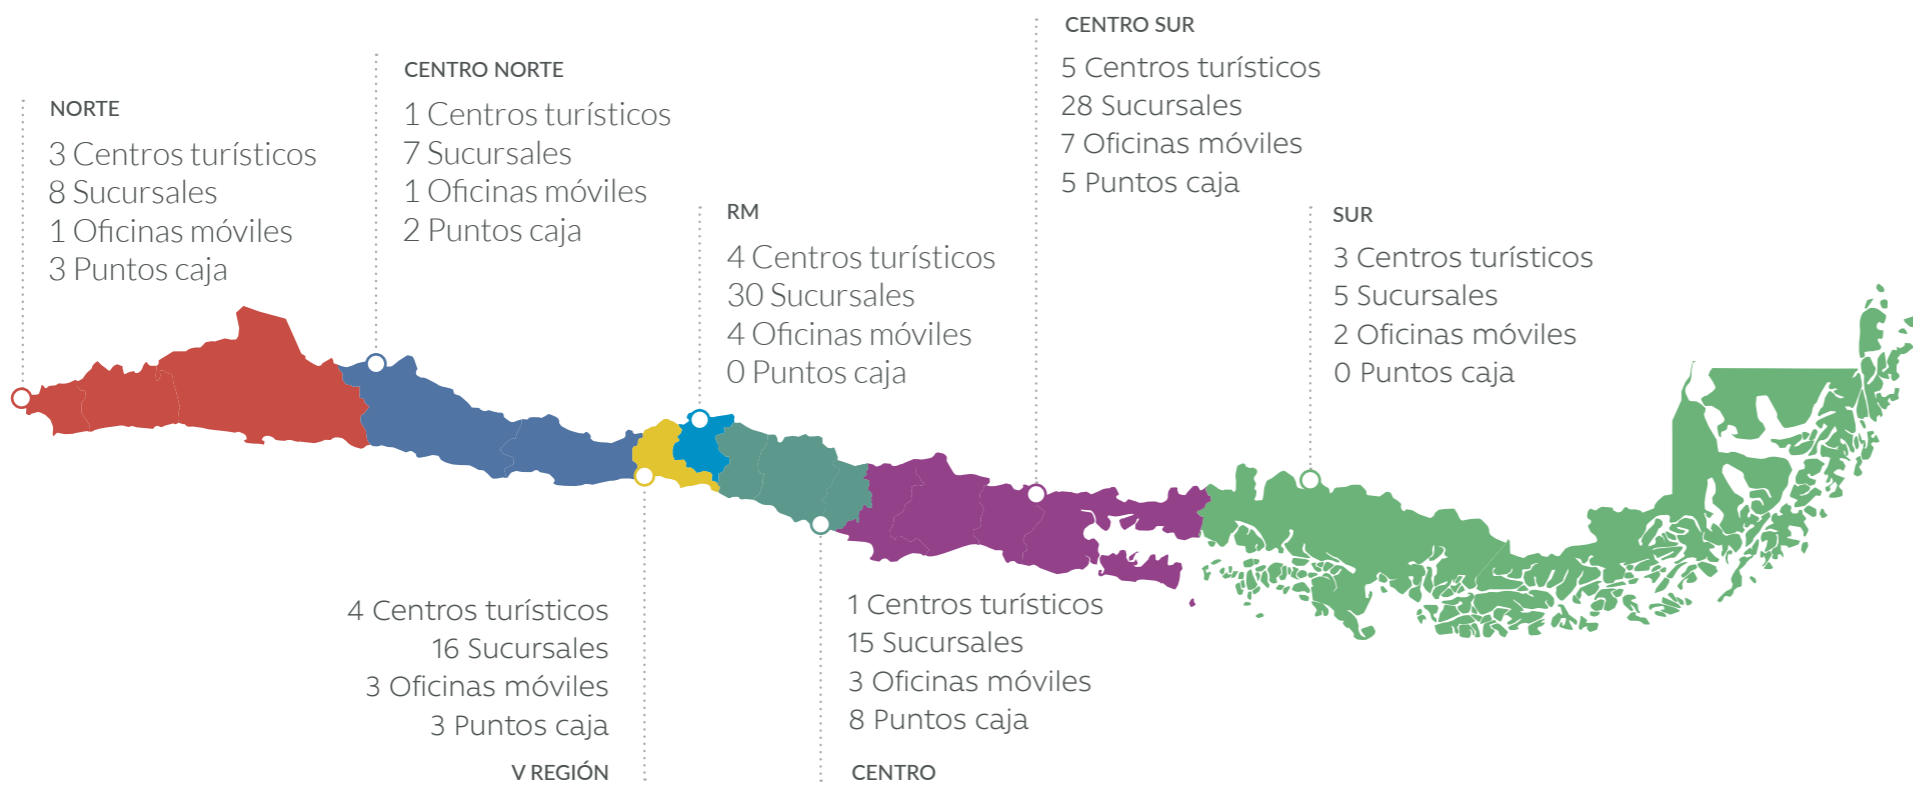 NORTE
3 Centros turísticos
8 Sucursales
1 Oficinas móviles
3 Puntos caja
CENTRO NORTE
1 Centros turísticos
7 Sucursales
1 Oficinas móviles
2 Puntos caja
RM
4 Centros turísticos
30 Sucursales
4 Oficinas móviles
0 Puntos caja
CENTRO SUR
5 Centros turísticos
28 Sucursales
7 Oficinas móviles
5 Puntos caja
SUR
3 Centros turísticos
5 Sucursales
2 Oficinas móviles
0 Puntos caja
4 Centros turísticos
16 Sucursales
3 Oficinas móviles
3 Puntos caja
V REGIÓN
1 Centros turísticos
15 Sucursales
3 Oficinas móviles
8 Puntos caja
CENTRO